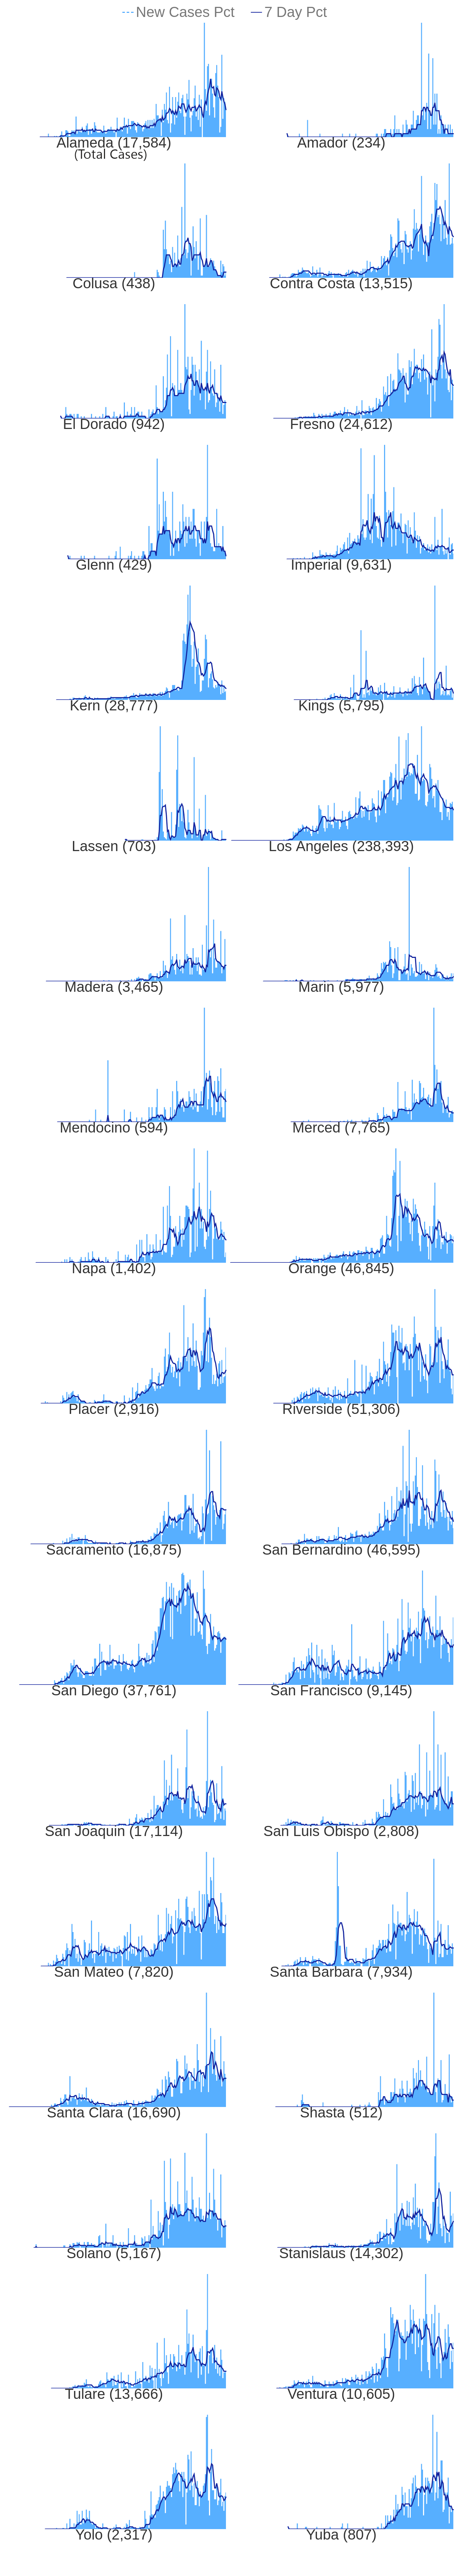 New Cases Pct 7 Day Pct
Alameda (17,584) Amador (234)
(Total Cases)
Colusa (438) Contra Costa (13,515)
El Dorado (942) Fresno (24,612)
Glenn (429) Imperial (9,631)
Kern (28,777) Kings (5,795)
Lassen (703) Los Angeles (238,393)
Madera (3,465) Marin (5,977)
Mendocino (594) Merced (7,765)
Napa (1,402) Orange (46,845)
Placer (2,916) Riverside (51,306)
Sacramento (16,875) San Bernardino (46,595)
San Diego (37,761) San Francisco (9,145)
San Joaquin (17,114) San Luis Obispo (2,808)
San Mateo (7,820) Santa Barbara (7,934)
Santa Clara (16,690) Shasta (512)
Solano (5,167) Stanislaus (14,302)
Tulare (13,666) Ventura (10,605)
Yolo (2,317) Yuba (807)